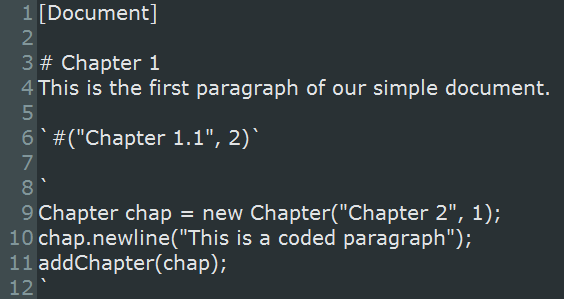 1 [Document]
2
3 # Chapter 1
4 This is the first paragraph of our simple document.
5
6 `#("Chapter 1.1", 2)`
7
8 `
9 Chapter chap = new Chapter("Chapter 2", 1);
10 chap.newline("This is a coded paragraph");
11 addChapter(chap);
12 `